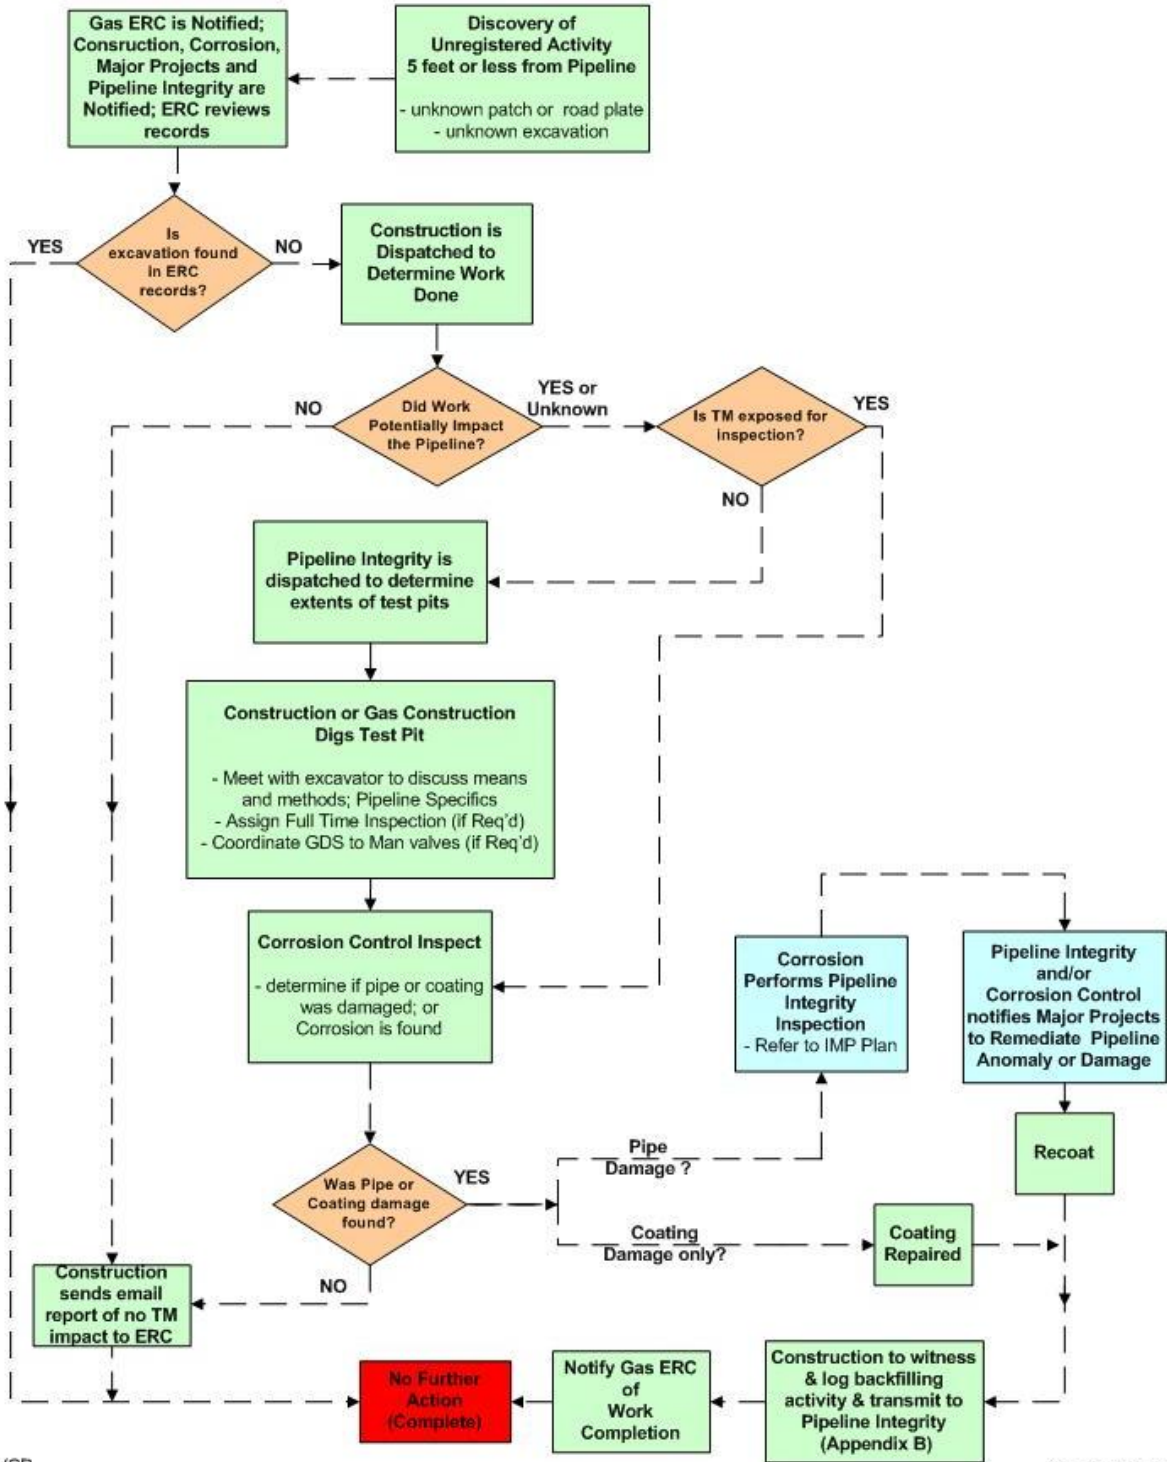 Gas ERC is Notified;
Consruction, Corrosion,
Major Projects and
Pipeline Integrity are
Notified; ERC reviews
records
Discovery of
Unregistered Activity
5 feet or less from Pipeline
- unknown patch or road plate
- unknown excavation
YES
Is
excavation found
in ERC
records?
NO
Construction is
Dispatched to
Determine Work
Done
NO
Did Work
Potentially Impact
the Pipeline?
YES or
Unknown
Is TM exposed for
inspection?
YES
NO
Pipeline Integrity is
dispatched to determine
extents of test pits
Construction or Gas Construction
Digs Test Pit
- Meet with excavator to discuss means
and methods; Pipeline Specifics
- Assign Full Time Inspection (if Req'd)
- Coordinate GDS to Man valves (if Req'd)
Corrosion Control Inspect
- determine if pipe or coating
was damaged; or
Corrosion is found
Corrosion
Performs Pipeline
Integrity
Inspection
- Refer to IMP Plan
Pipeline Integrity
and/or
Corrosion Control
notifies Major Projects
to Remediate Pipeline
Anomaly or Damage
Recoat
Was Pipe or
Coating damage
found?
YES
Pipe
Damage ?
Coating
Damage only?
Coating
Repaired
NO
Construction
sends email
report of no TM
impact to ERC
No Further
Action
(Complete)
Notify Gas ERC
of
Work
Completion
Construction to witness
& log backfilling
activity & transmit to
Pipeline Integrity
(Appendix B)